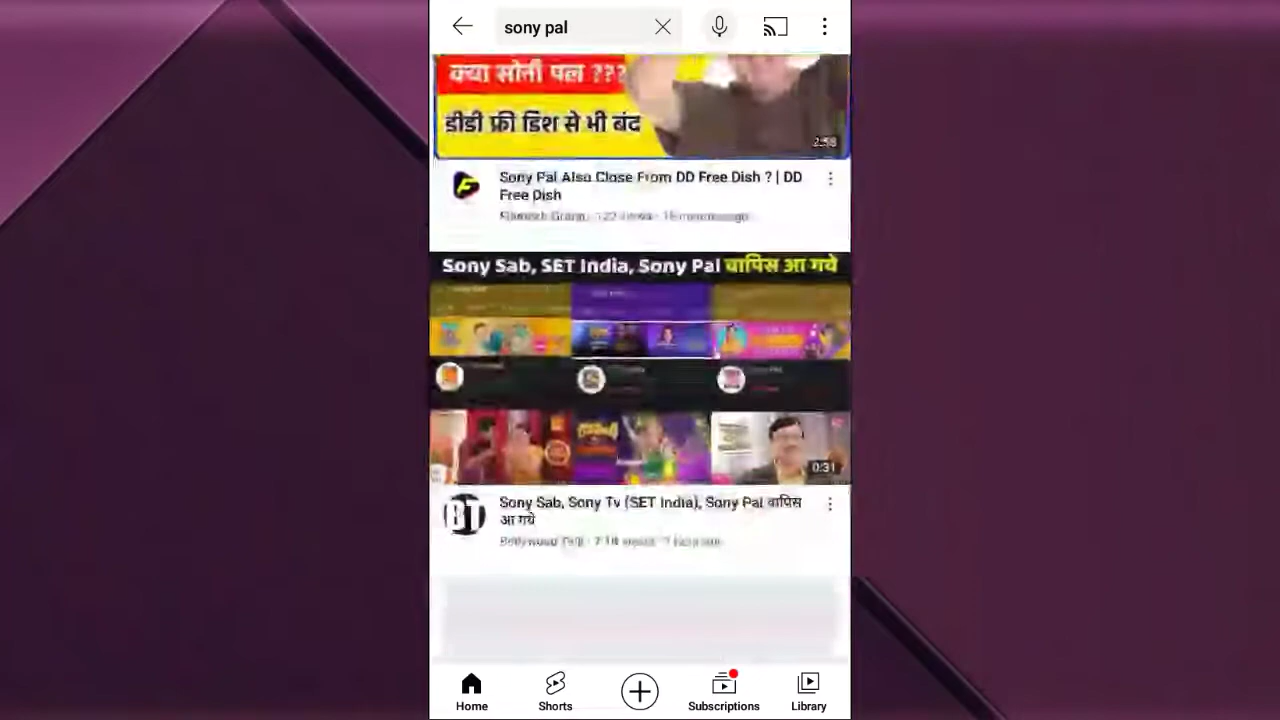 sony pal
क्या सोनी पल ???
डीडी फ्री डिश से भी बंद
2:58
Sony Pal Also Close From DD Free Dish ? | DD
Free Dish
Sony Sab, SET India, Sony Pal वापिस आ गये
0:31
BT
Sony Sab, Sony Tv (SET India), Sony Pal वापिस
आ गये
Home
Shorts
Subscriptions
Library